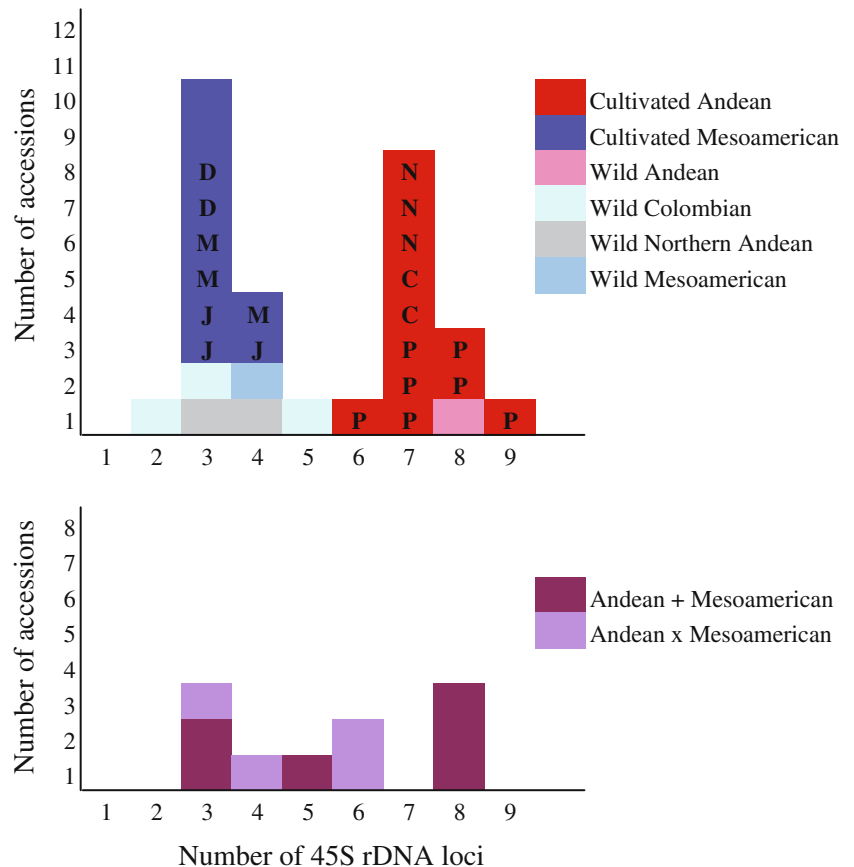 Number of accessions
12
11
10
9
8
7
6
5
4
3
2
1
D
D
M
M
J
J
M
J
P
N
N
N
C
C
P
P
P
P
P
P
1 2 3 4 5 6 7 8 9
Cultivated Andean
Cultivated Mesoamerican
Wild Andean
Wild Colombian
Wild Northern Andean
Wild Mesoamerican
Number of accessions
8
7
6
5
4
3
2
1
1 2 3 4 5 6 7 8 9
Andean + Mesoamerican
Andean x Mesoamerican
Number of 45S rDNA loci